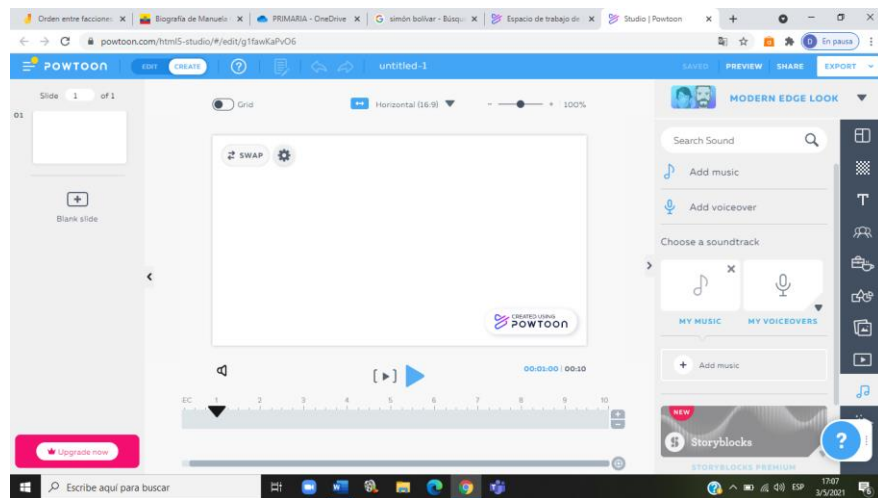 Orden entre faccione
Biografía de Manuela
PRIMARIA - OneDrive
simón bolívar - Búsqu
Espacio de trabajo de
Studio | Powtoon
powtoon.com/html5-studio/#/edit/g1fawKaPvO6
D En pausa
POWTOON EDIT CREATE ? untitled-1 SAVED PREVIEW SHARE EXPORT
Slide 1 of 1
Grid
Horizontal (16:9)
- + 100%
MODERN EDGE LOOK
01
SWAP
Search Sound
Add music
T
Add voiceover
Blank slide
Choose a soundtrack
CREATED USING
POWTOON
MY MUSIC MY VOICEOVERS
00:01:00 | 00:10
+ Add music
EC 1 2 3 4 5 6 7 8 9 10
NEW
Storyblocks
?
Upgrade now
STORYBLOCKS PREMIUM
Escribe aquí para buscar
ESP
17:07
3/5/2021